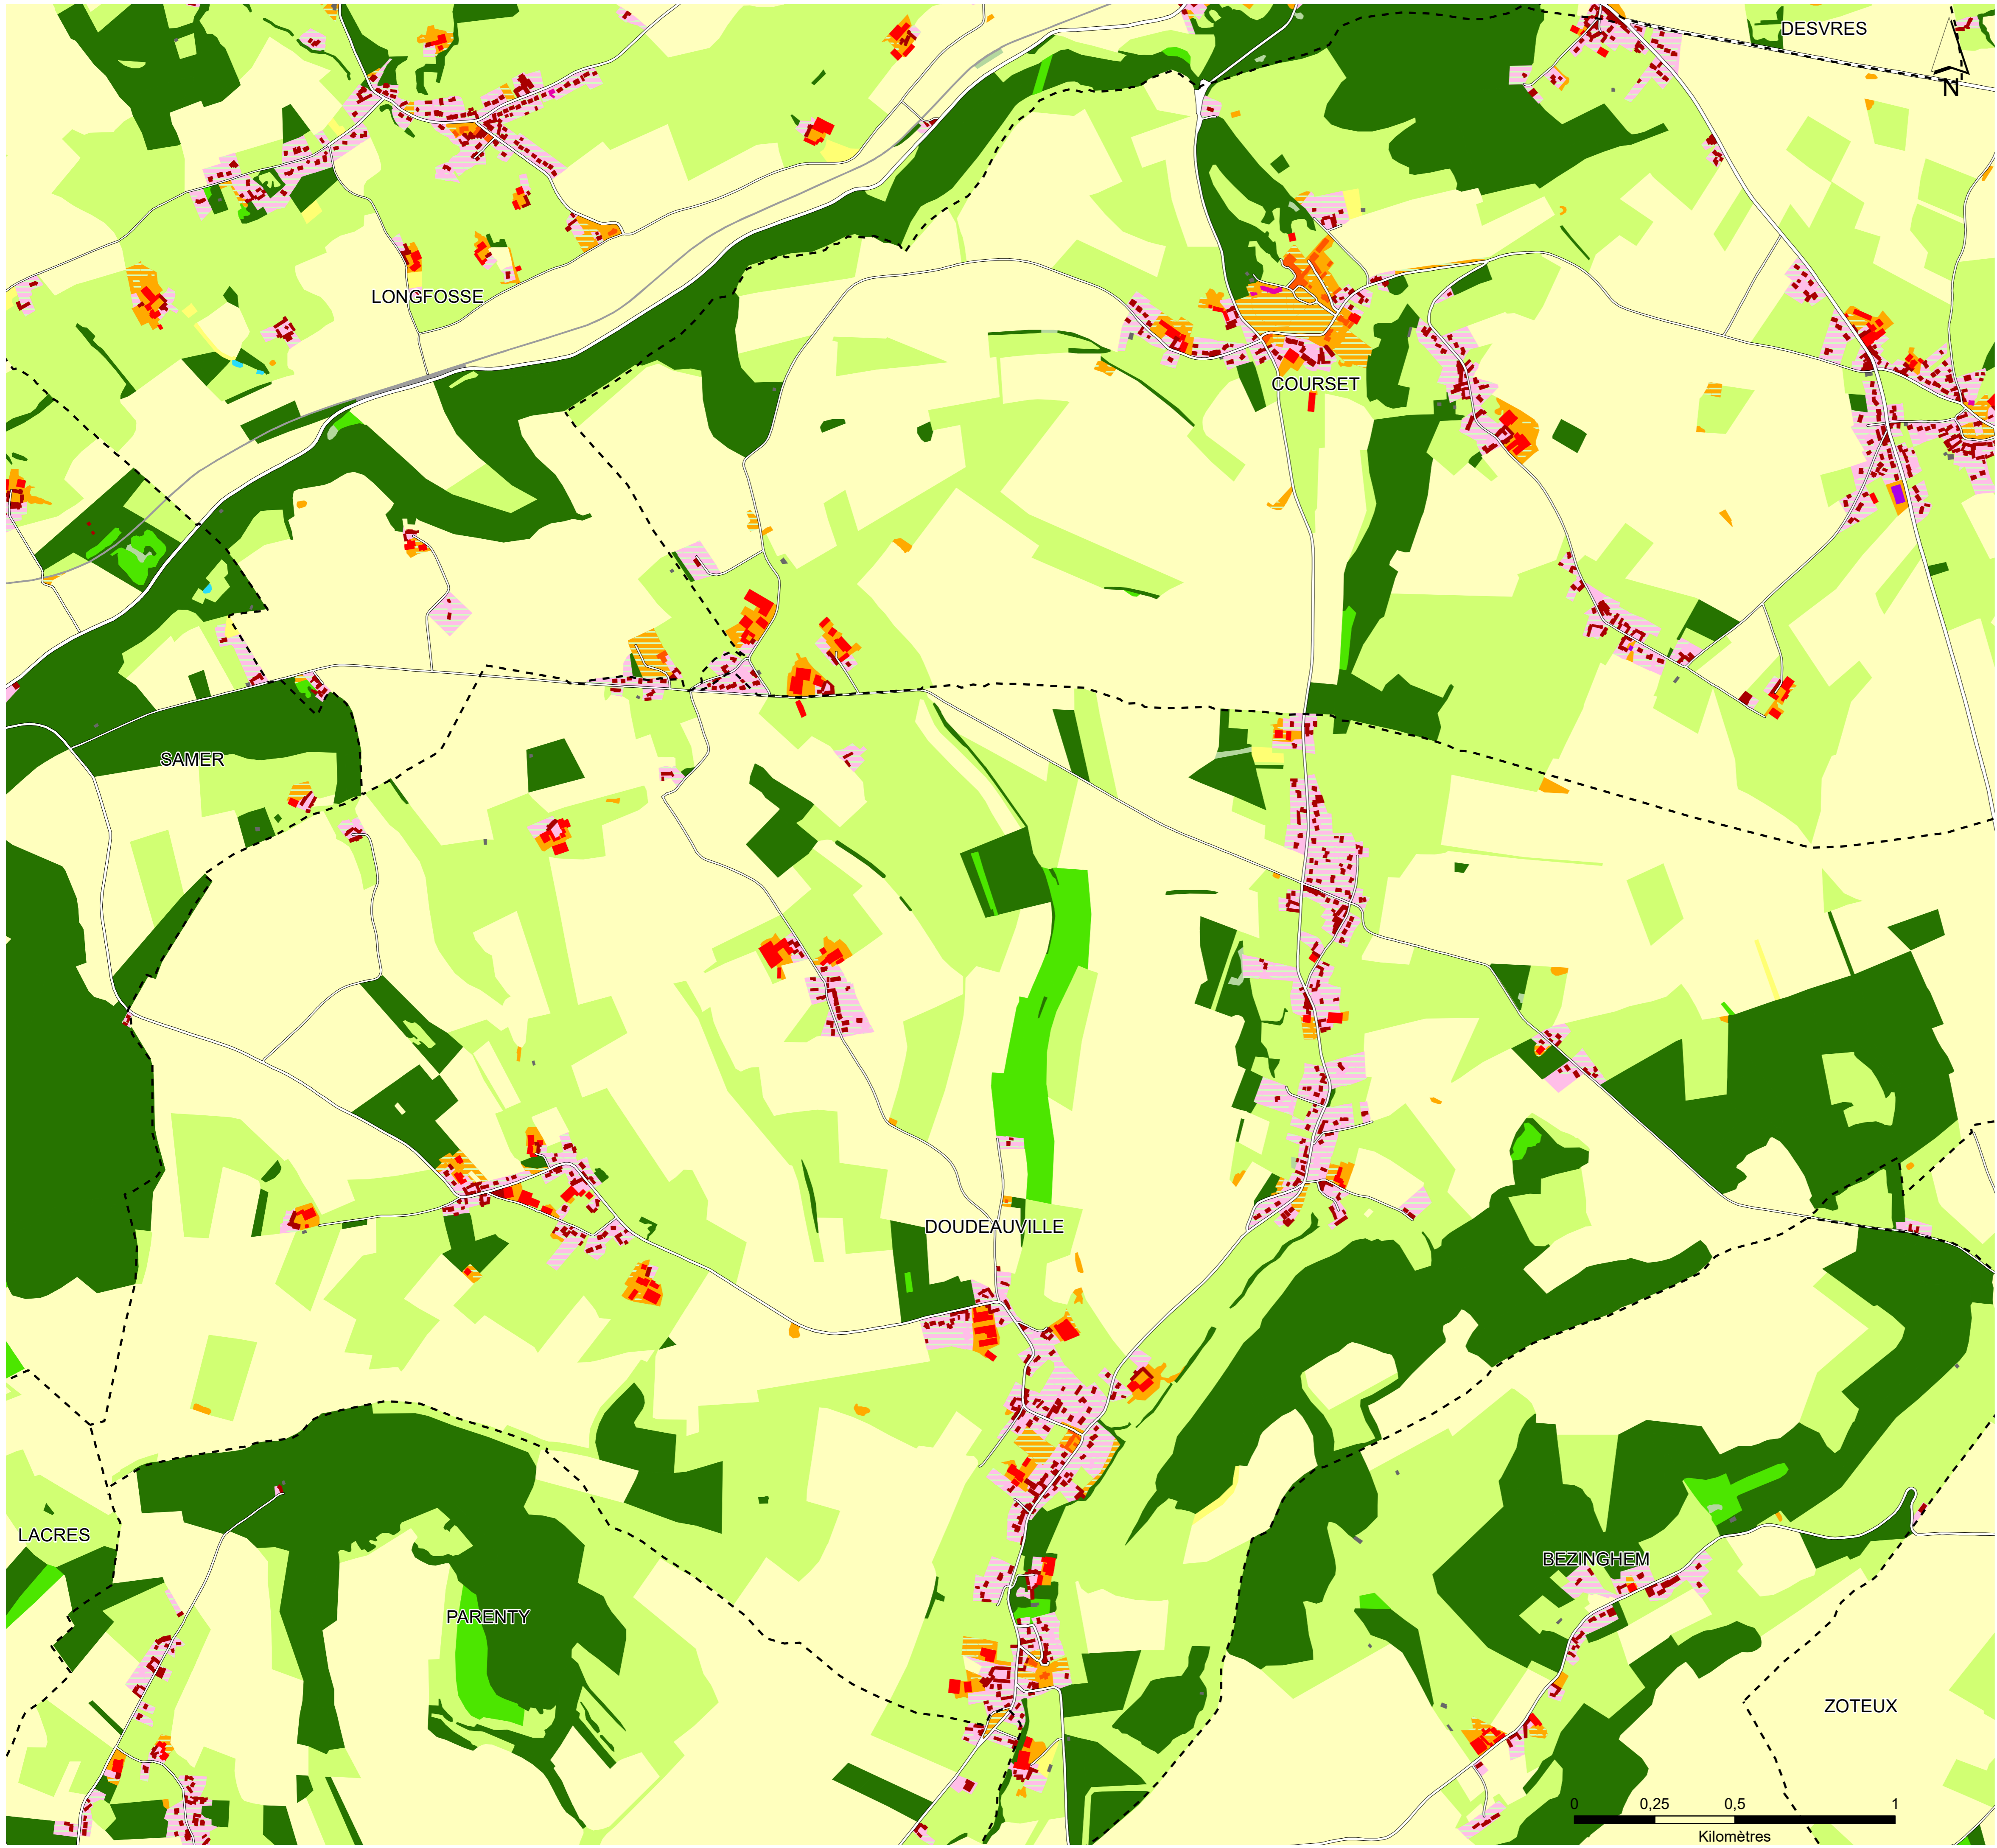 DESVRES
N
LONGFOSSE
COURSET
SAMER
DOUDEAUVILLE
LACRES
BEZINGHEM
PARENTY
ZOTEUX
0 0,25 0,5 1
Kilomètres